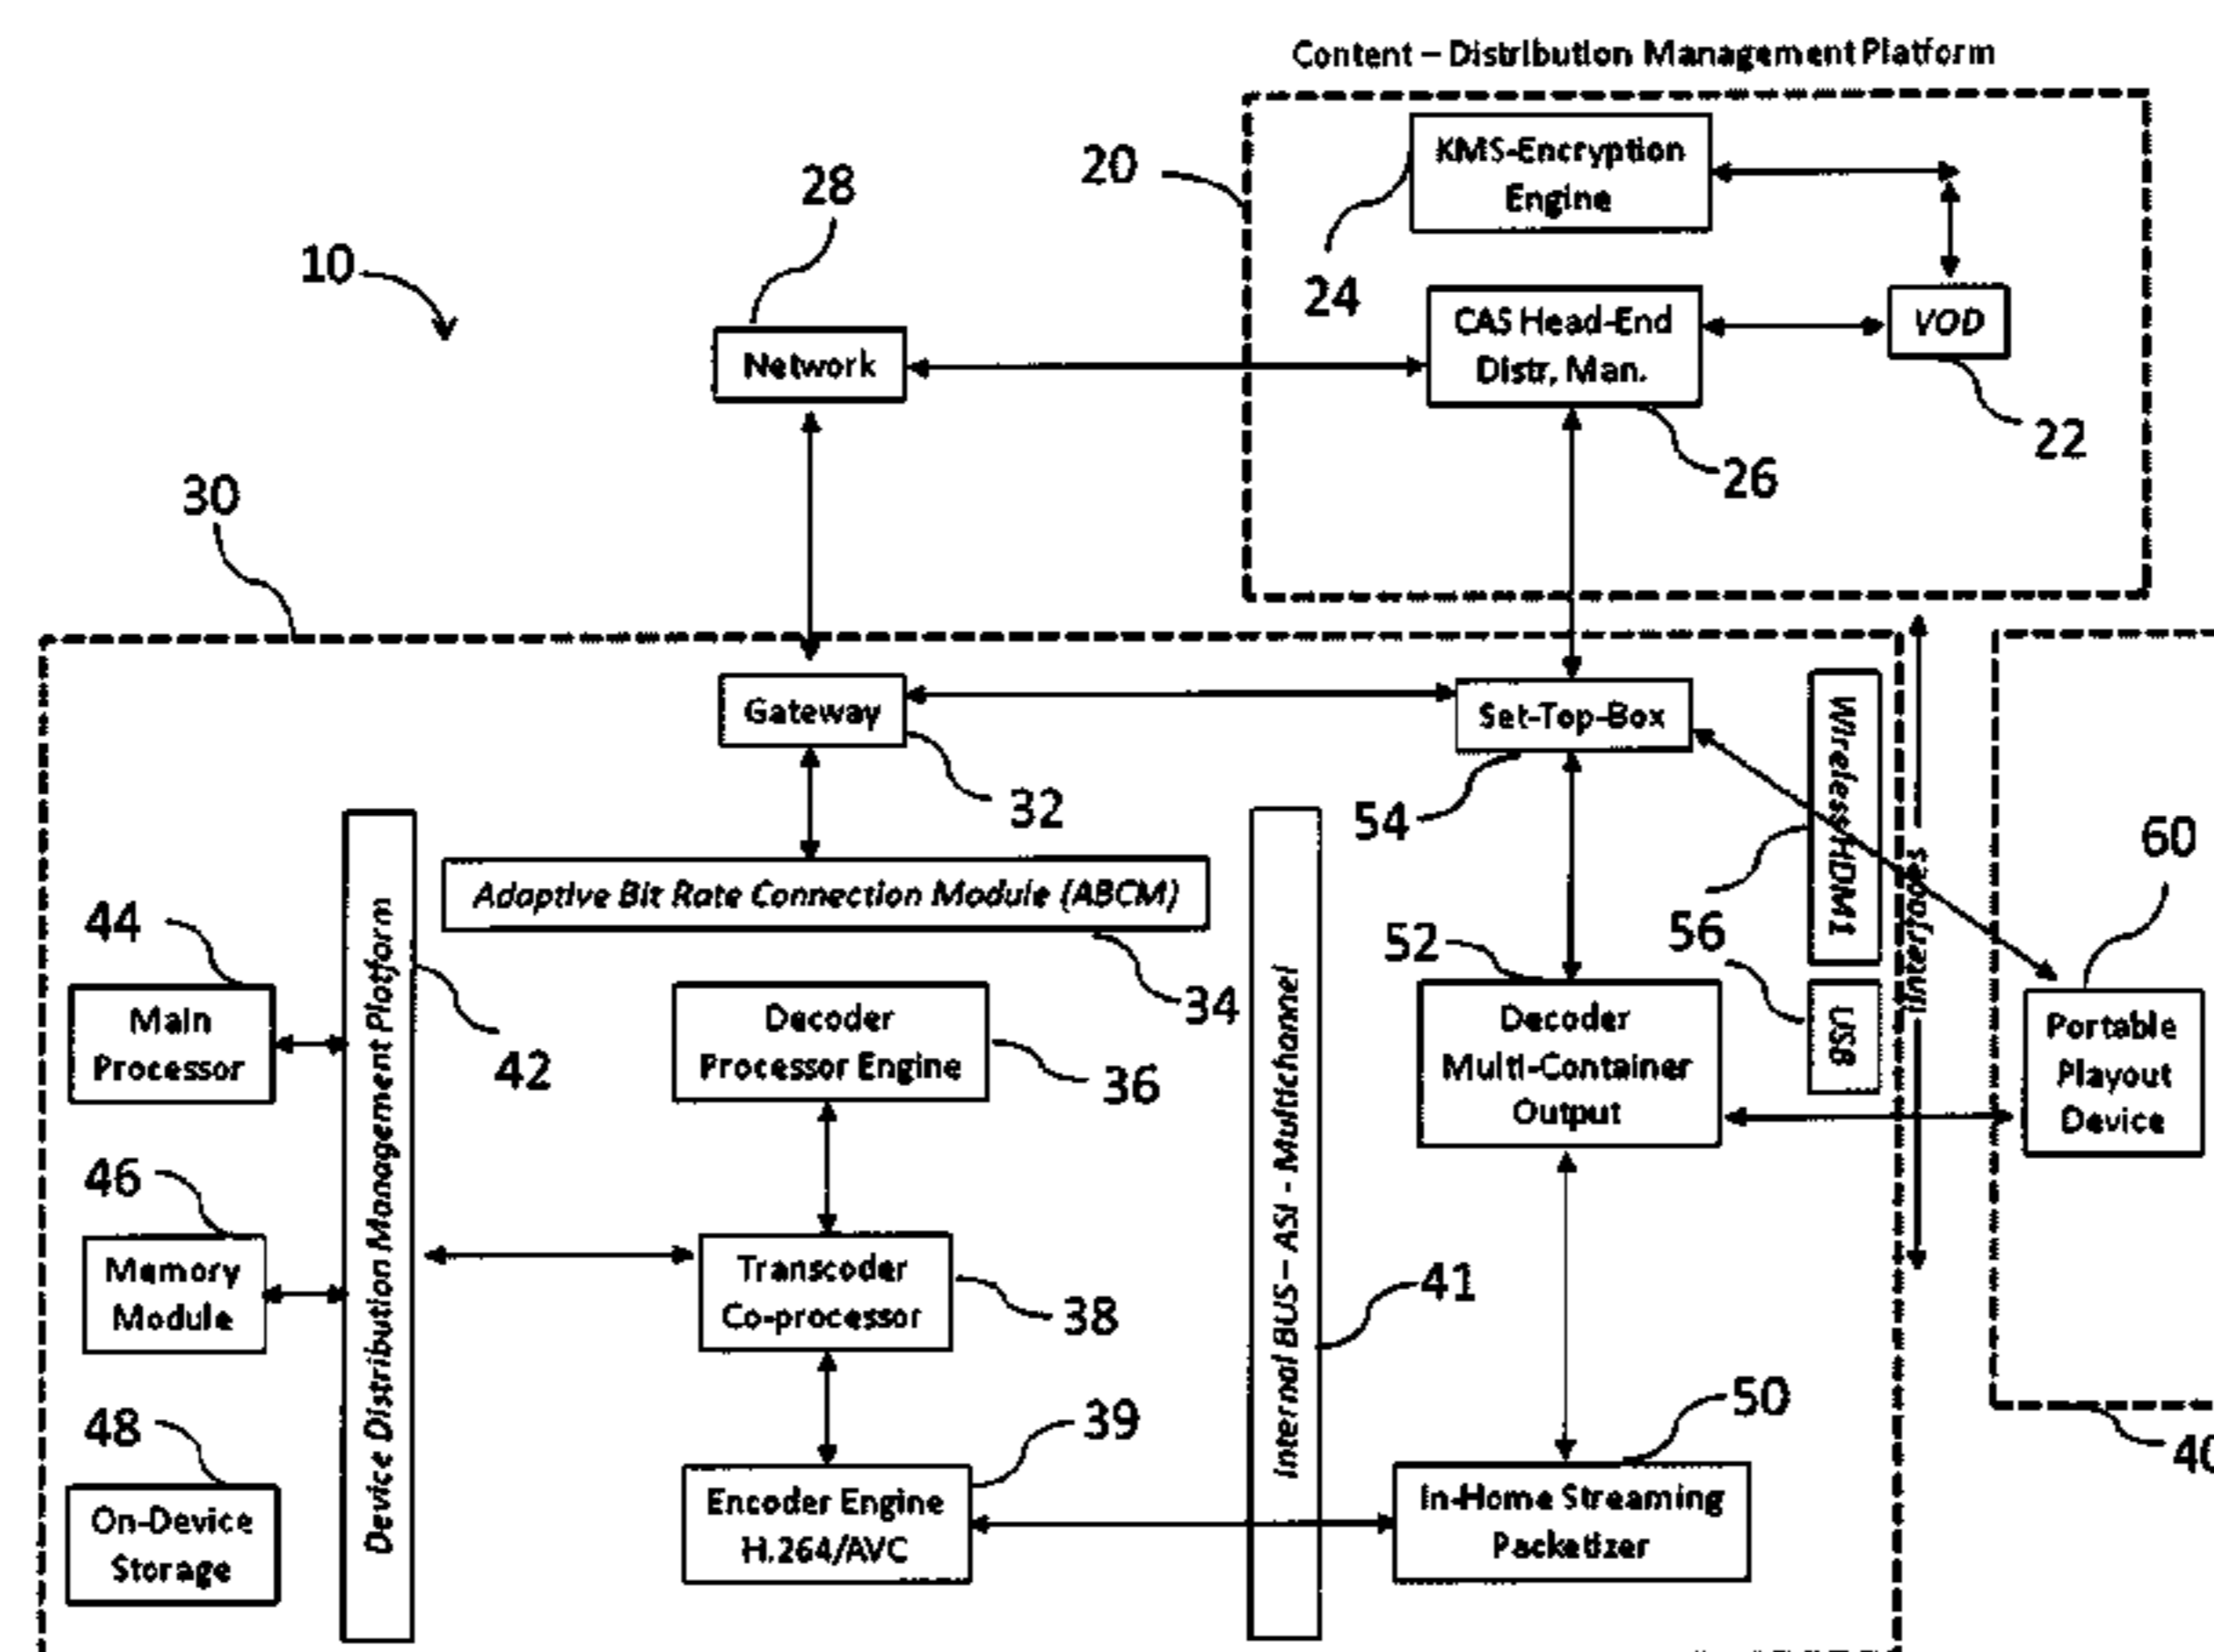 Content – Distribution Management Platform
20
KMS-Encryption
Engine
24
28
10
Network
CAS Head-End
Distr, Man.
VOD
22
26
30
Gateway
32
Set-Top-Box
54
Wireless/HDM1
Interfaces
60
Adaptive Bit Rate Connection Module (ABCM)
34
44
Main
Processor
Device Distribution Management Platform
42
Decoder
Processor Engine
36
Internal BUS – ASI - Multichannel
52
56
Decoder
Multi-Container
Output
USB
Portable
Playout
Device
46
Memory
Module
Transcoder
Co-processor
38
41
48
On-Device
Storage
39
Encoder Engine
H.264/AVC
50
In-Home Streaming
Packetizer
40